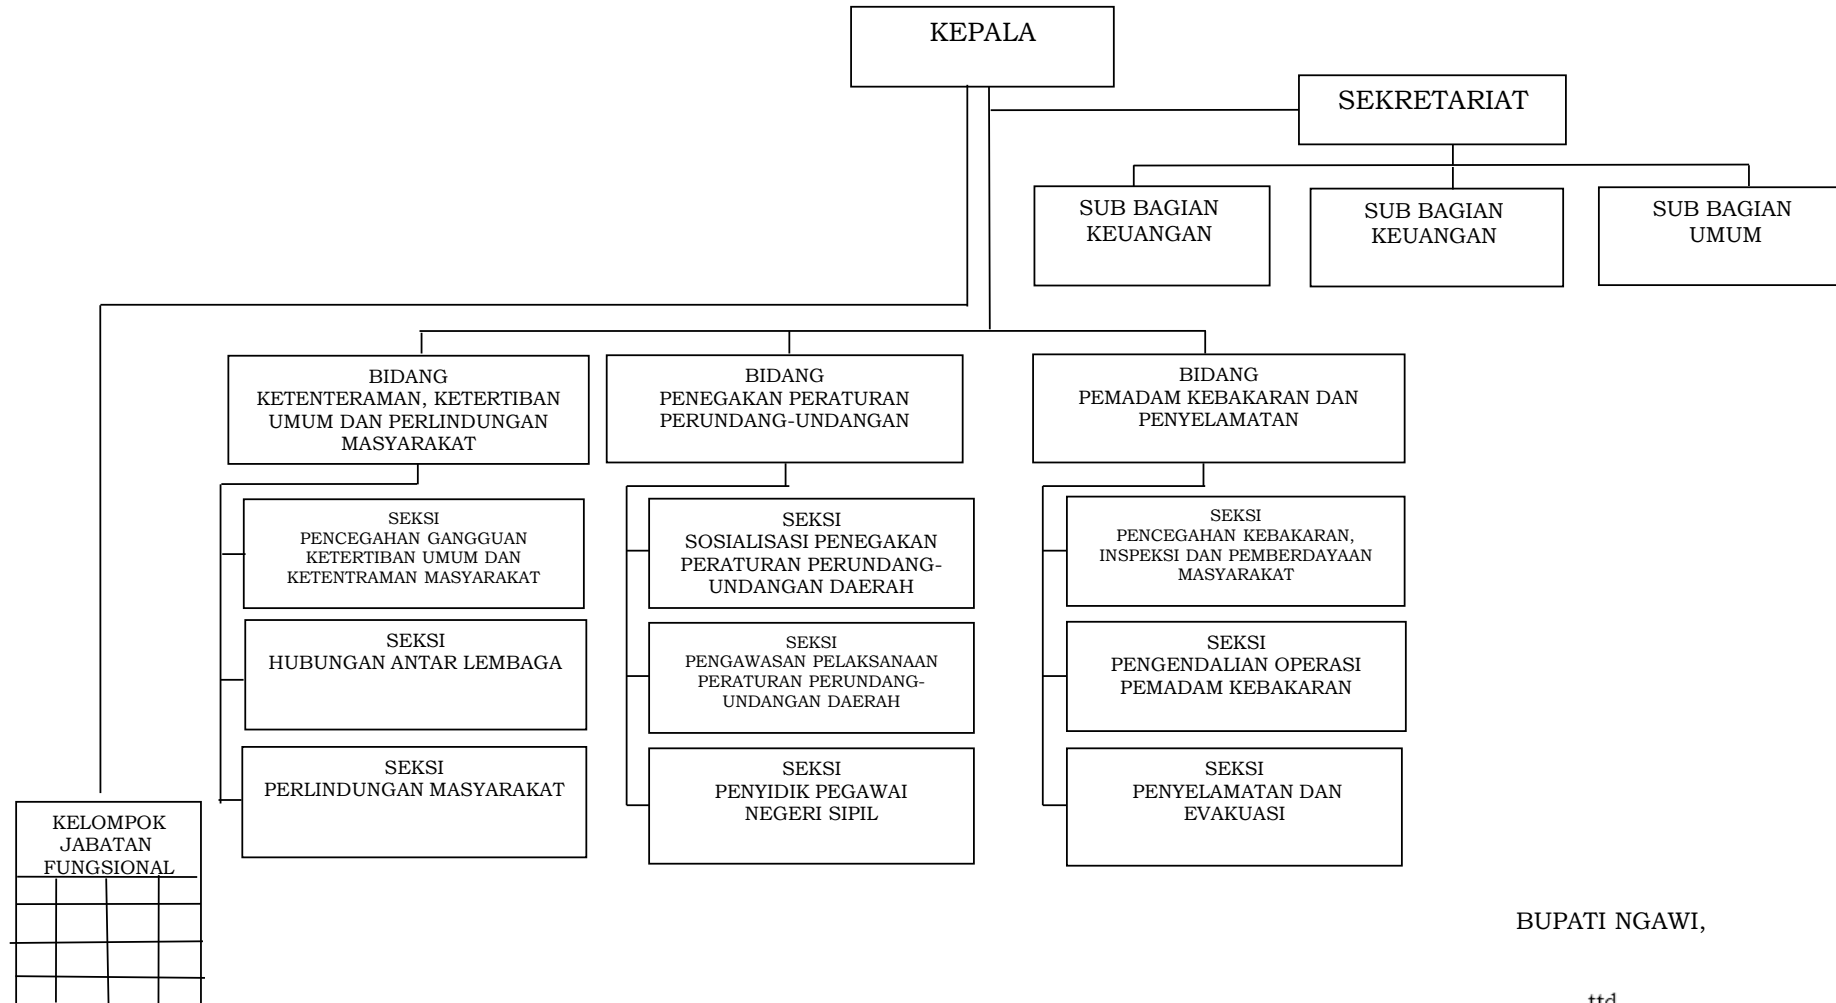 KEPALA
SEKRETARIAT
SUB BAGIAN
KEUANGAN
SUB BAGIAN
KEUANGAN
SUB BAGIAN
UMUM
BIDANG
KETENTERAMAN, KETERTIBAN
UMUM DAN PERLINDUNGAN
MASYARAKAT
BIDANG
PENEGAKAN PERATURAN
PERUNDANG-UNDANGAN
BIDANG
PEMADAM KEBAKARAN DAN
PENYELAMATAN
SEKSI
PENCEGAHAN GANGGUAN
KETERTIBAN UMUM DAN
KETENTRAMAN MASYARAKAT
SEKSI
SOSIALISASI PENEGAKAN
PERATURAN PERUNDANG-
UNDANGAN DAERAH
SEKSI
PENCEGAHAN KEBAKARAN,
INSPEKSI DAN PEMBERDAYAAN
MASYARAKAT
SEKSI
HUBUNGAN ANTAR LEMBAGA
SEKSI
PENGAWASAN PELAKSANAAN
PERATURAN PERUNDANG-
UNDANGAN DAERAH
SEKSI
PENGENDALIAN OPERASI
PEMADAM KEBAKARAN
SEKSI
PERLINDUNGAN MASYARAKAT
SEKSI
PENYIDIK PEGAWAI
NEGERI SIPIL
SEKSI
PENYELAMATAN DAN
EVAKUASI
KELOMPOK
JABATAN
FUNGSIONAL
BUPATI NGAWI,
ttd